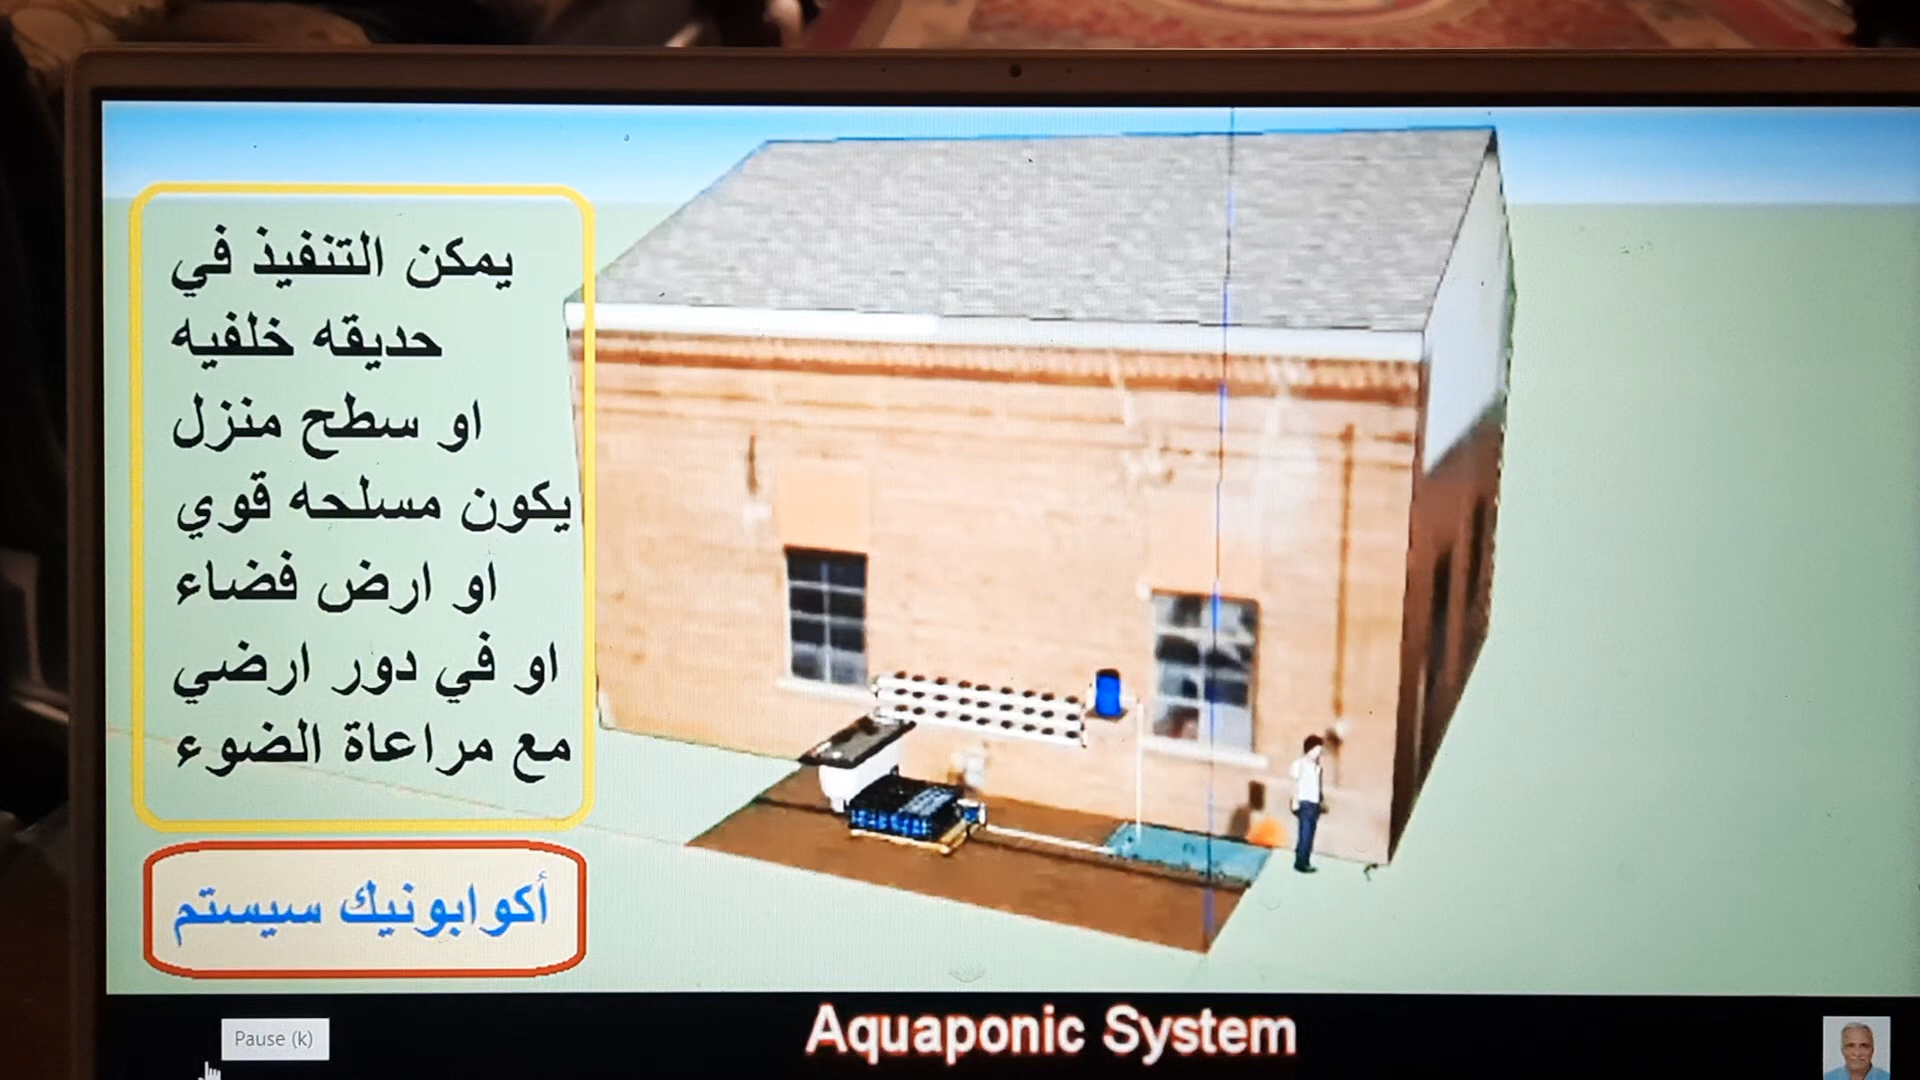 يمكن التنفيذ في
حديقه خلفيه
او سطح منزل
يكون مسلحه قوي
او ارض فضاء
او في دور ارضي
مع مراعاة الضوء
أكوابونيك سيستم
Aquaponic System
Pause (k)